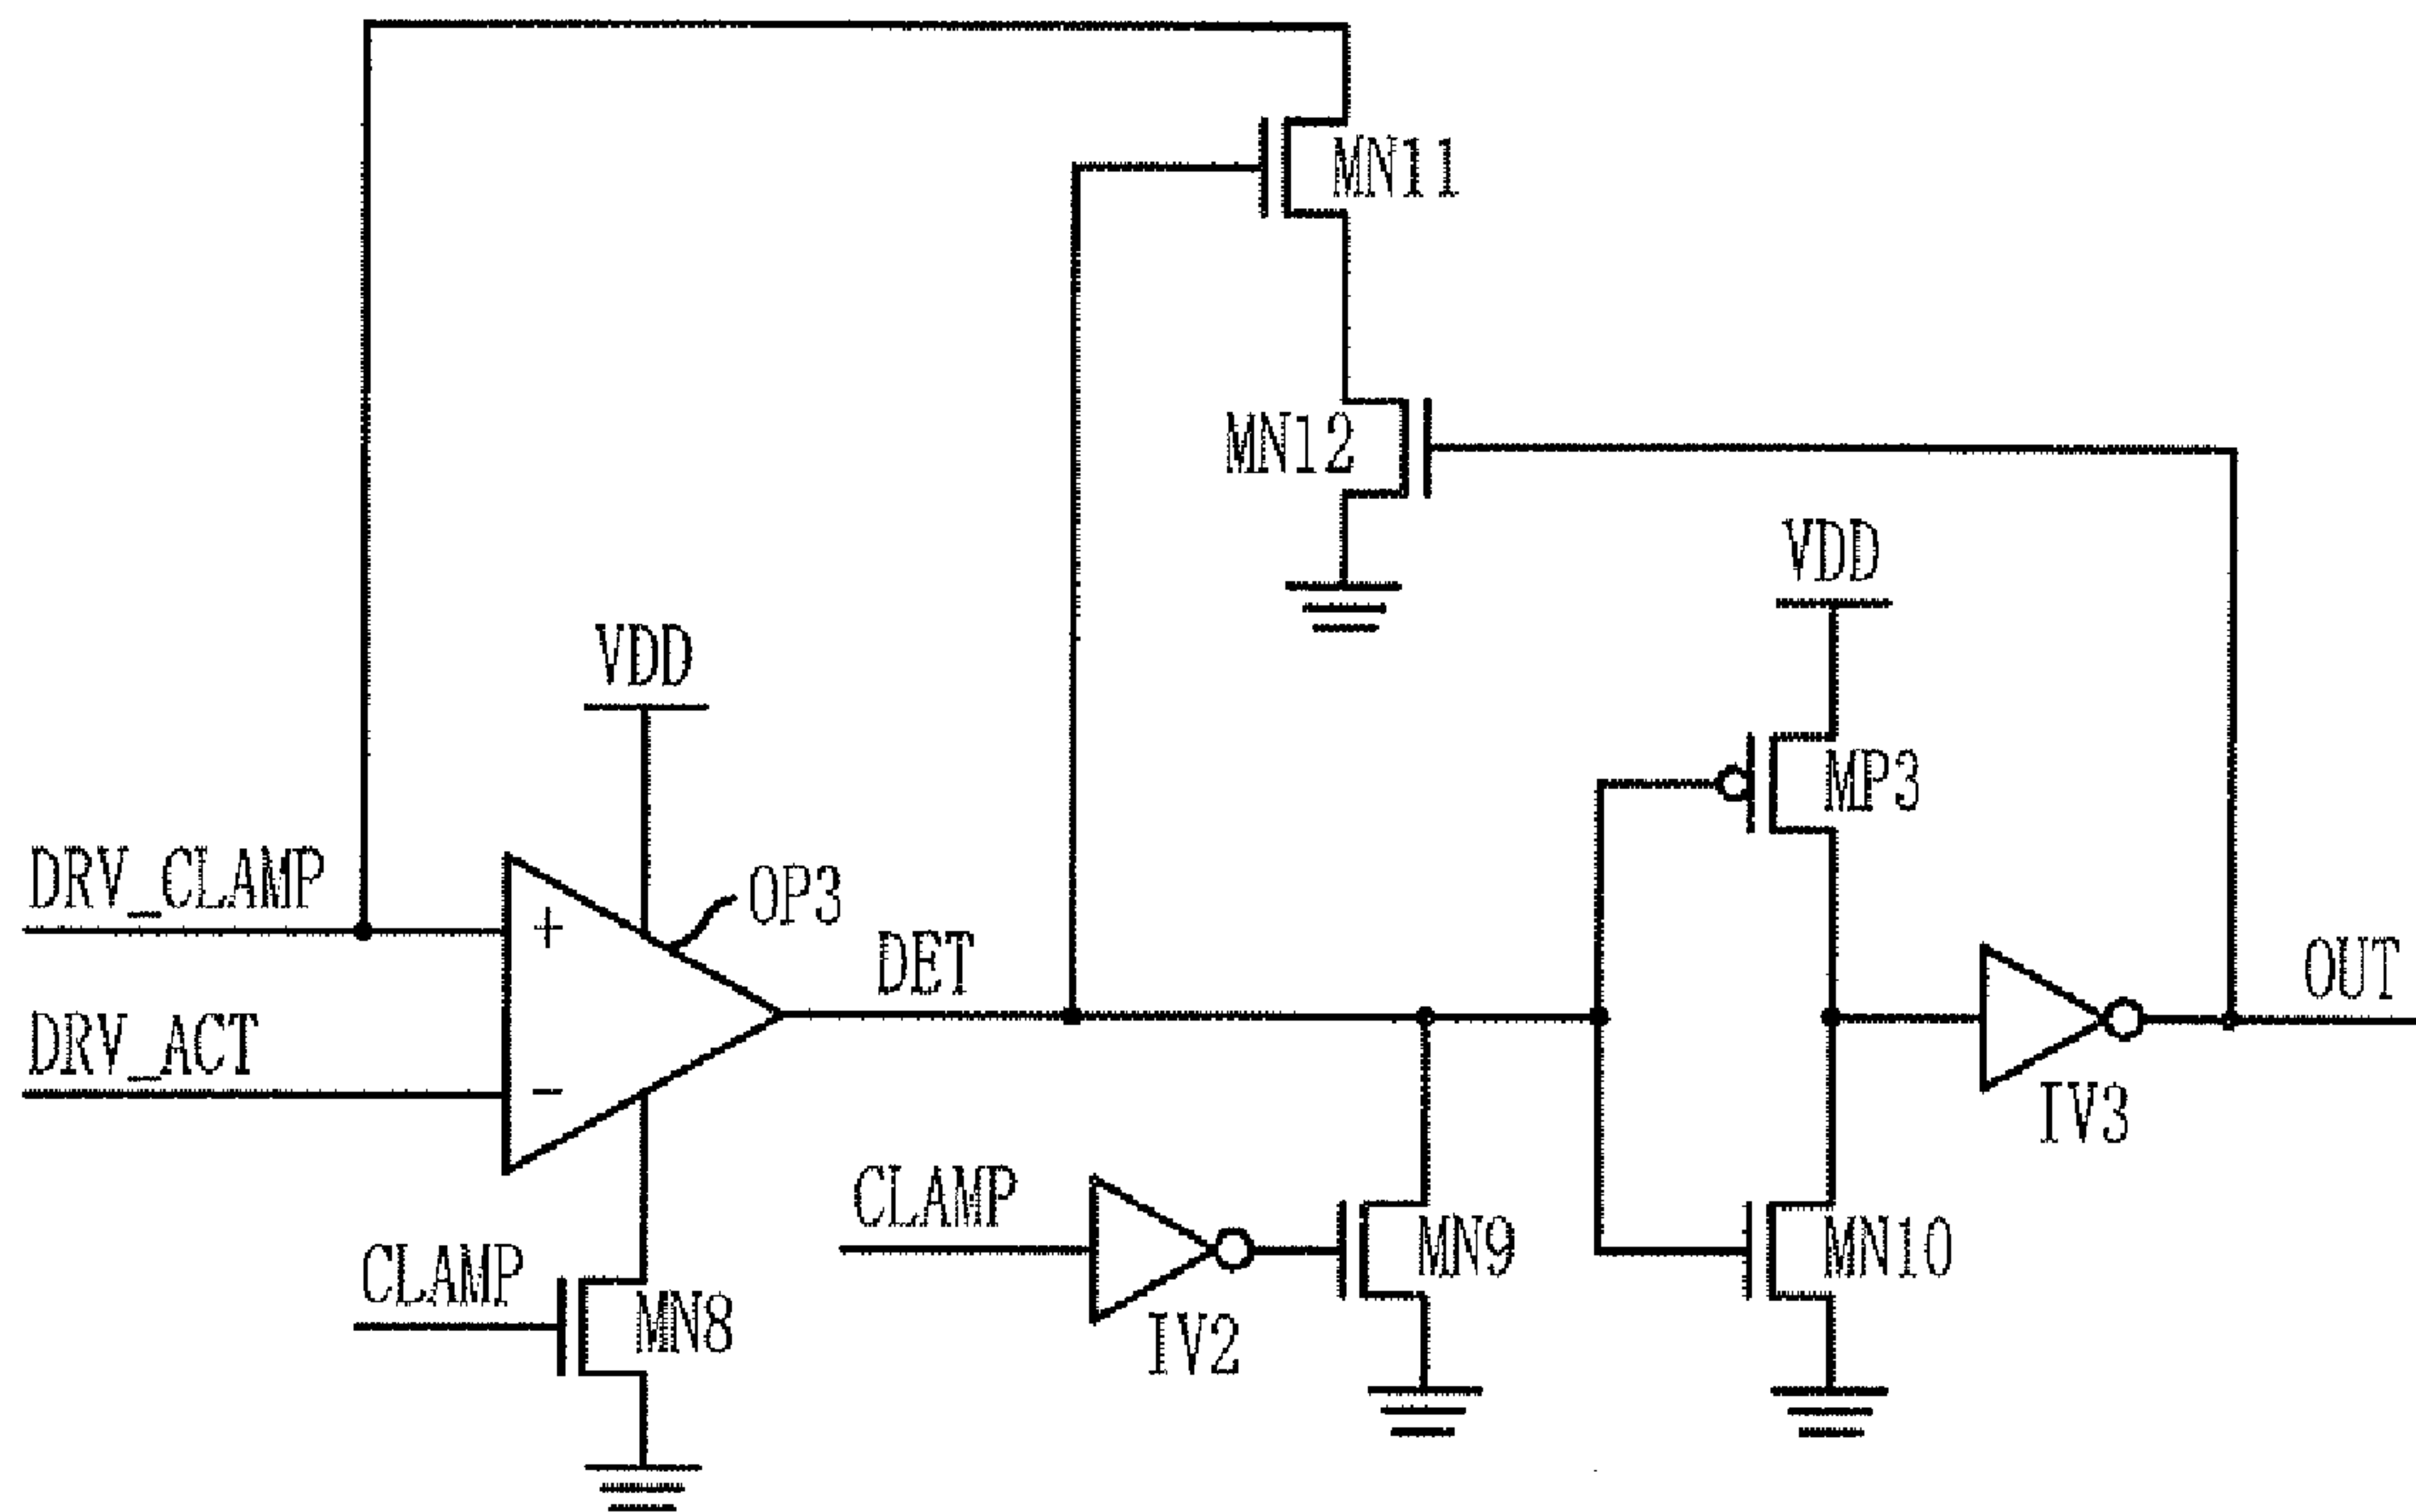 MN11
MN12
VDD
VDD
MP3
DRV_CLAMP
+
OP3
DET
OUT
DRV_ACT
-
IV3
CLAMP
MN9
MN10
CLAMP
MN8
IV2